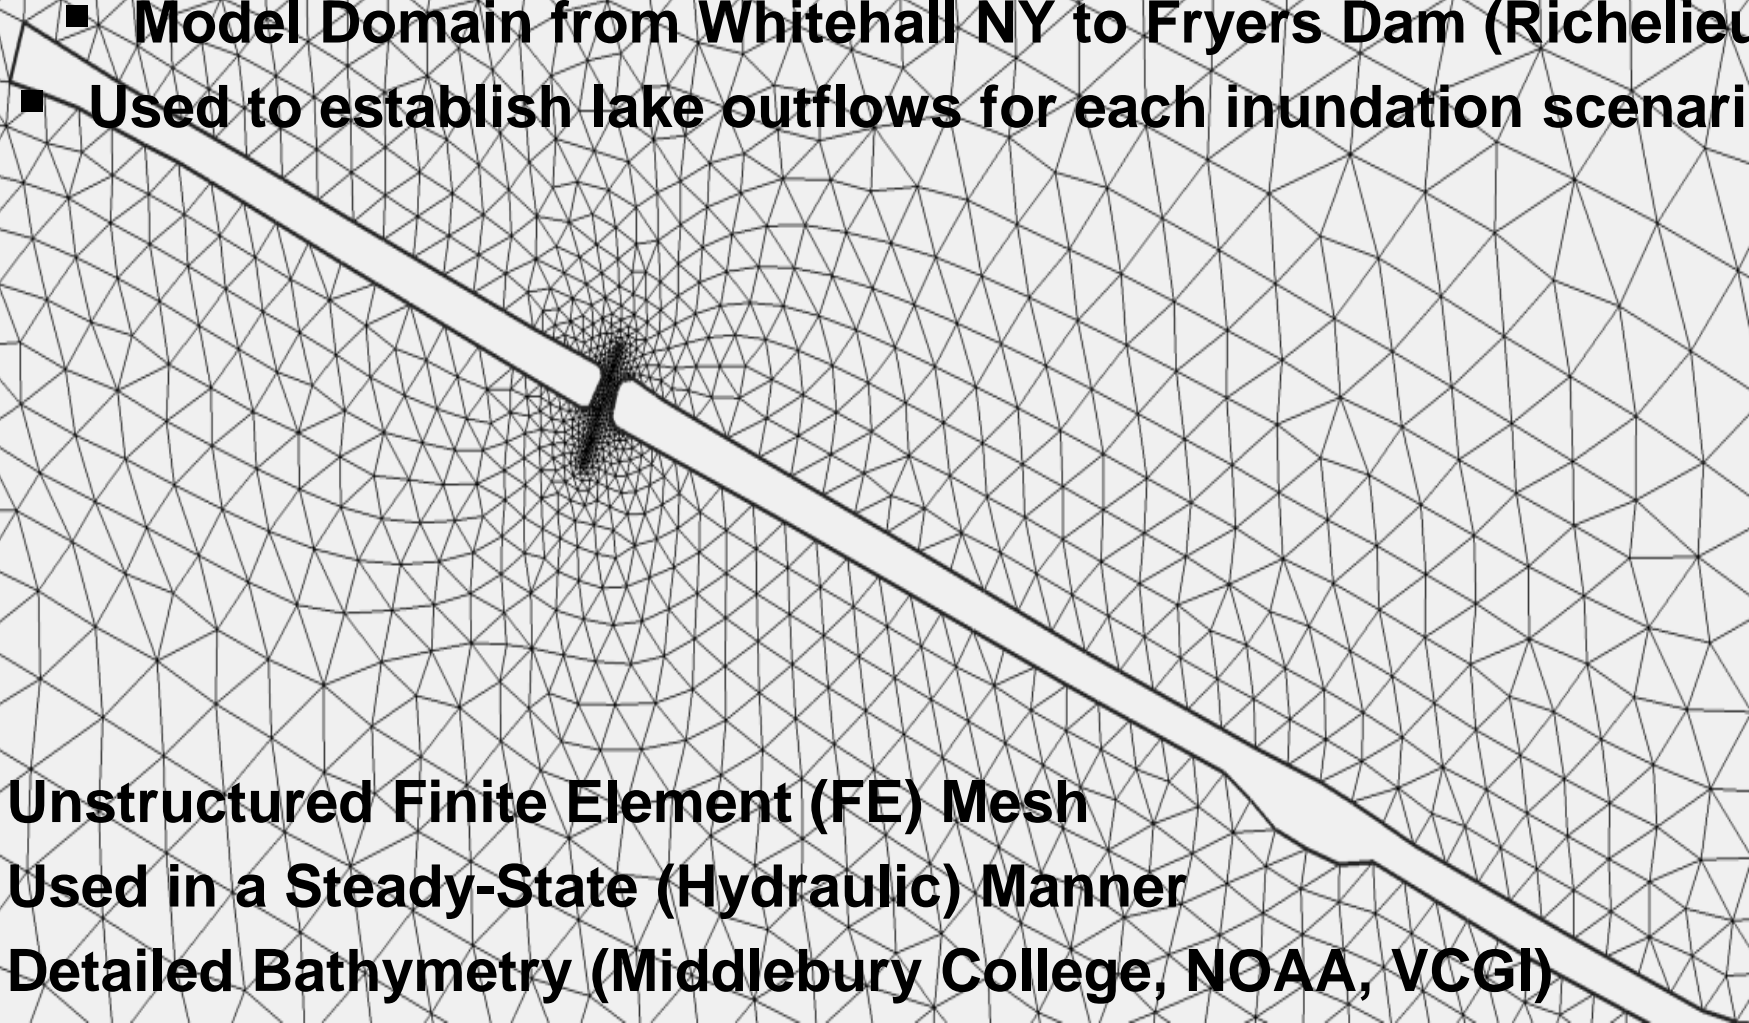 ▪ Model Domain from Whitehall NY to Fryers Dam (Richelieu
▪ Used to establish lake outflows for each inundation scenari
Unstructured Finite Element (FE) Mesh
Used in a Steady-State (Hydraulic) Manner
Detailed Bathymetry (Middlebury College, NOAA, VCGI)